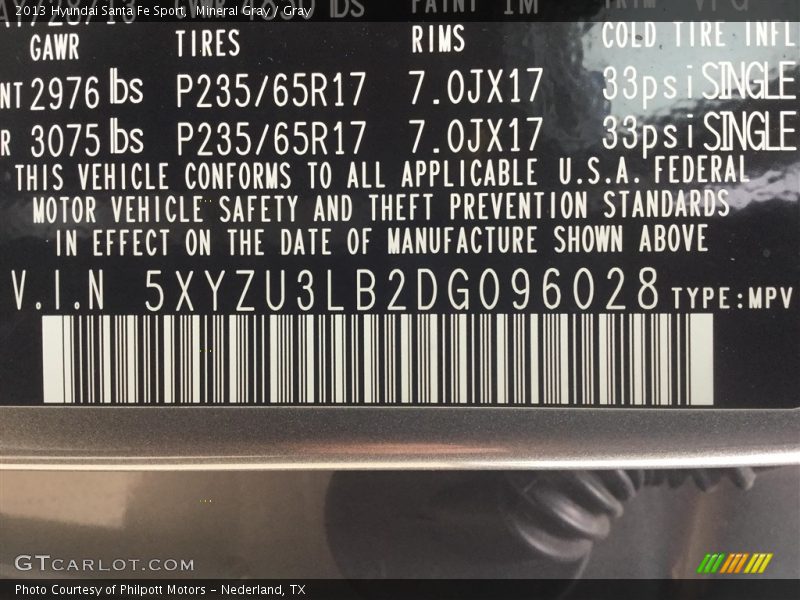 2013 Hyundai Santa Fe Sport, Mineral Gray / Gray
GAWR TIRES RIMS COLD TIRE INFL
NT 2976 lbs P235/65R17 7.0JX17 33psi SINGLE
R 3075 lbs P235/65R17 7.0JX17 33psi SINGLE
THIS VEHICLE CONFORMS TO ALL APPLICABLE U.S.A. FEDERAL
MOTOR VEHICLE SAFETY AND THEFT PREVENTION STANDARDS
IN EFFECT ON THE DATE OF MANUFACTURE SHOWN ABOVE
V.I.N 5XYZU3LB2DG096028 TYPE:MPV
GTCARLOT.COM
Photo Courtesy of Philpott Motors - Nederland, TX